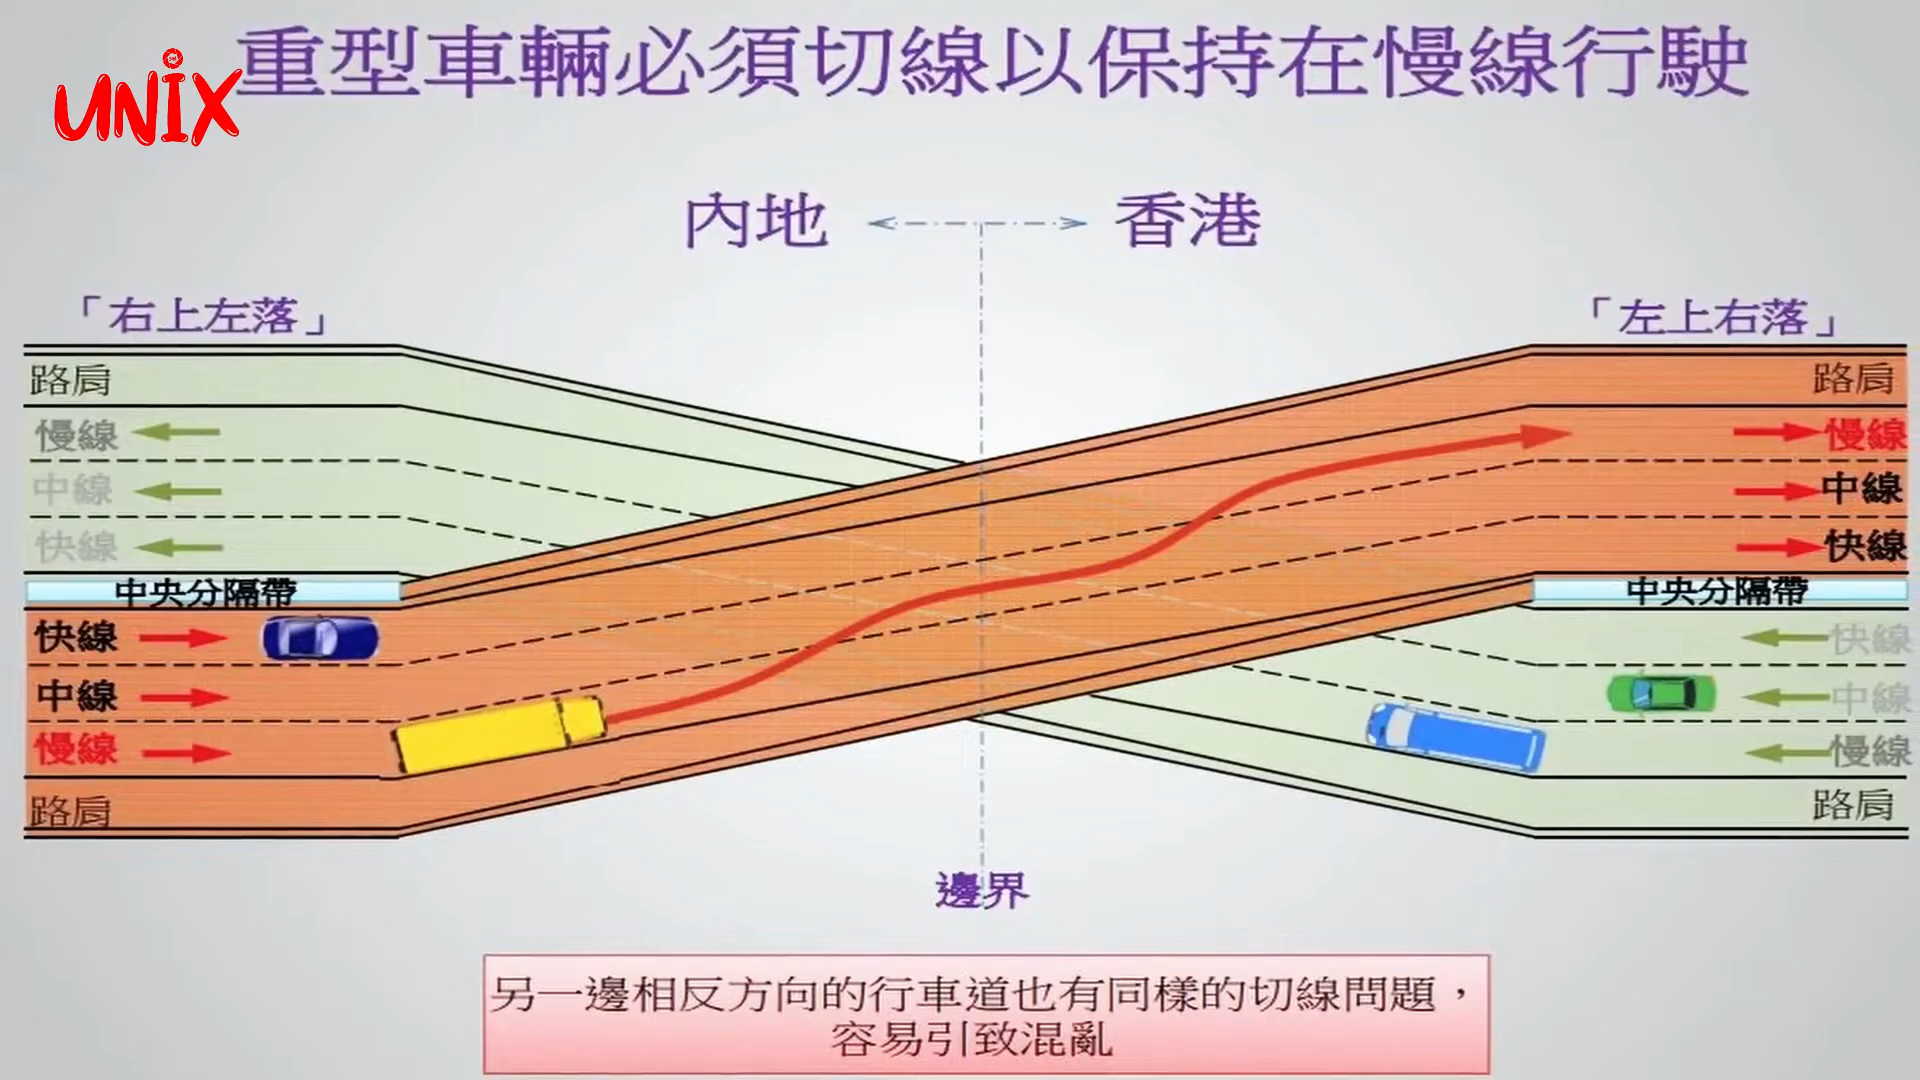 重型車輛必須切線以保持在慢線行駛
UNIX
內地
香港
「右上左落」
「左上右落」
路肩
慢線
中線
快線
中央分隔帶
快線
中線
慢線
路肩
路肩
慢線
中線
快線
中央分隔帶
快線
中線
慢線
路肩
邊界
另一邊相反方向的行車道也有同樣的切線問題，
容易引致混亂